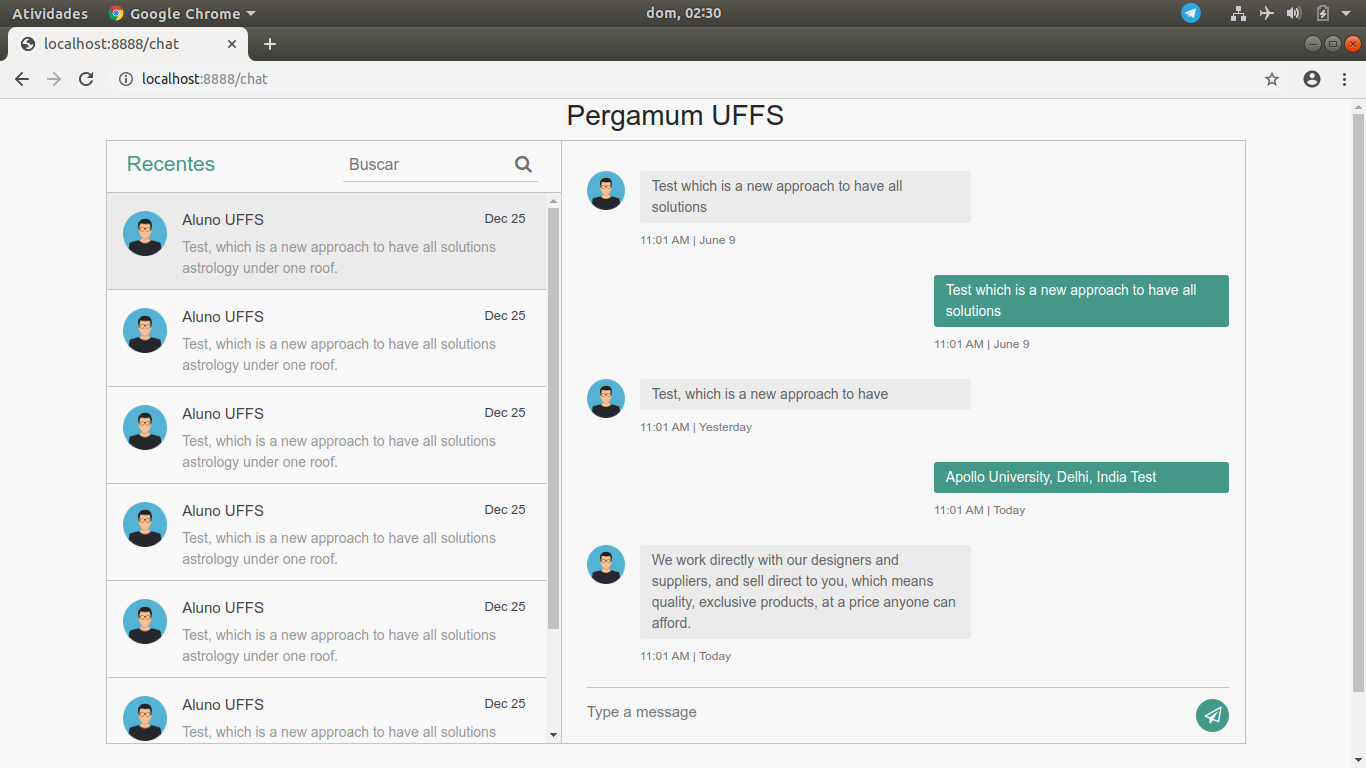 Atividades Google Chrome dom, 02:30
localhost:8888/chat
localhost:8888/chat
Pergamum UFFS
Recentes Buscar
Aluno UFFS Dec 25
Test, which is a new approach to have all solutions
astrology under one roof.
Aluno UFFS Dec 25
Test, which is a new approach to have all solutions
astrology under one roof.
Aluno UFFS Dec 25
Test, which is a new approach to have all solutions
astrology under one roof.
Aluno UFFS Dec 25
Test, which is a new approach to have all solutions
astrology under one roof.
Aluno UFFS Dec 25
Test, which is a new approach to have all solutions
astrology under one roof.
Aluno UFFS Dec 25
Test, which is a new approach to have all solutions
Test which is a new approach to have all
solutions
11:01 AM | June 9
Test which is a new approach to have all
solutions
11:01 AM | June 9
Test, which is a new approach to have
11:01 AM | Yesterday
Apollo University, Delhi, India Test
11:01 AM | Today
We work directly with our designers and
suppliers, and sell direct to you, which means
quality, exclusive products, at a price anyone can
afford.
11:01 AM | Today
Type a message